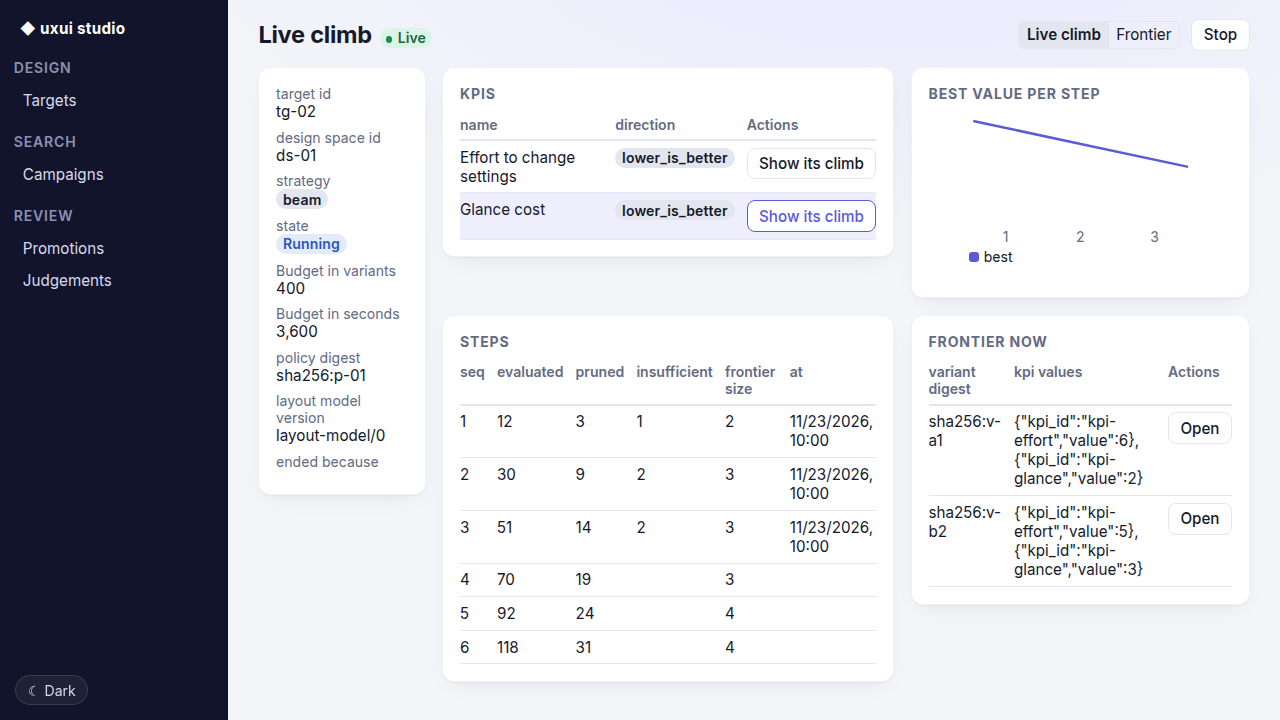 ◆ uxui studio
DESIGN
Targets
SEARCH
Campaigns
REVIEW
Promotions
Judgements
☾ Dark
Live climb
Live
Live climb
Frontier
Stop
target id
tg-02
design space id
ds-01
strategy
beam
state
Running
Budget in variants
400
Budget in seconds
3,600
policy digest
sha256:p-01
layout model
version
layout-model/0
ended because
KPIS
name direction Actions
Effort to change
settings
lower_is_better
Show its climb
Glance cost
lower_is_better
Show its climb
BEST VALUE PER STEP
1 2 3
best
STEPS
seq evaluated pruned insufficient frontier
size
at
1 12 3 1 2 11/23/2026,
10:00
2 30 9 2 3 11/23/2026,
10:00
3 51 14 2 3 11/23/2026,
10:00
4 70 19 3
5 92 24 4
6 118 31 4
FRONTIER NOW
variant
digest
kpi values
Actions
sha256:v-
a1
{"kpi_id":"kpi-
effort","value":6},
{"kpi_id":"kpi-
glance","value":2}
Open
sha256:v-
b2
{"kpi_id":"kpi-
effort","value":5},
{"kpi_id":"kpi-
glance","value":3}
Open